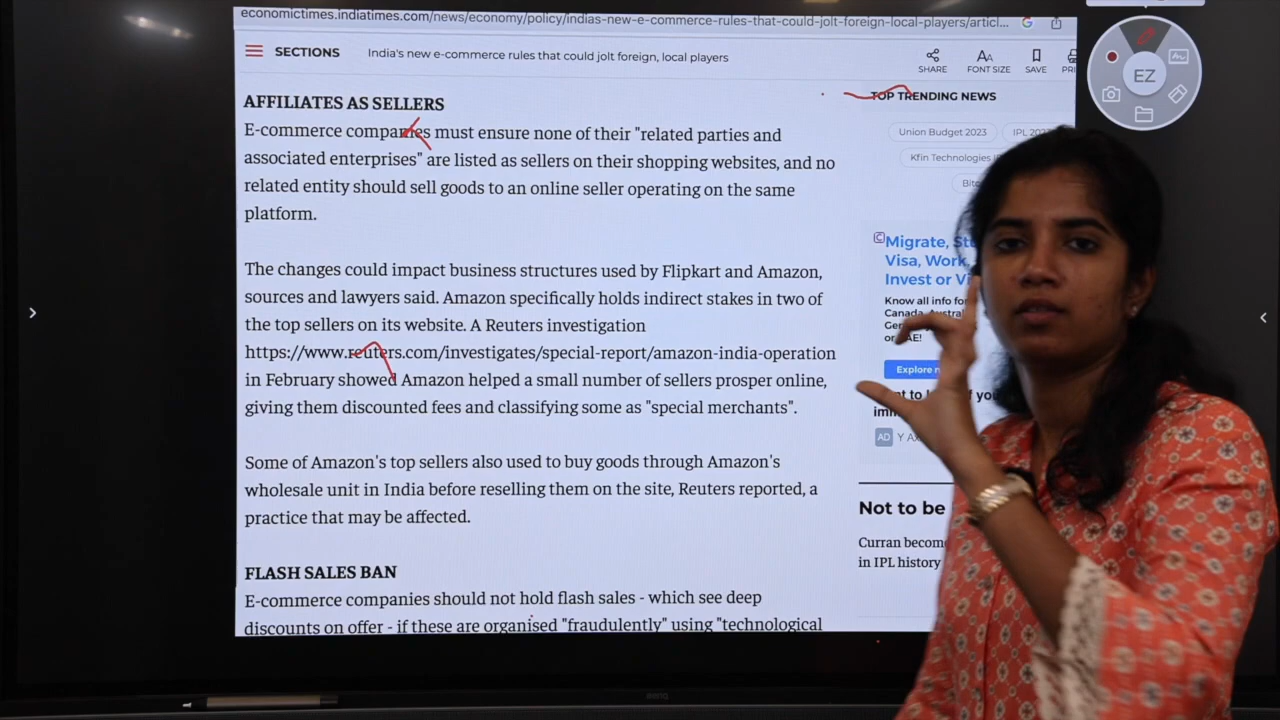 economictimes.indiatimes.com/news/economy/policy/indias-new-e-commerce-rules-that-could-jolt-foreign-local-players/articl...
SECTIONS
India's new e-commerce rules that could jolt foreign, local players
SHARE
AA
FONT SIZE
SAVE
PRI
EZ
AFFILIATES AS SELLERS
E-commerce companies must ensure none of their "related parties and
associated enterprises" are listed as sellers on their shopping websites, and no
related entity should sell goods to an online seller operating on the same
platform.
The changes could impact business structures used by Flipkart and Amazon,
sources and lawyers said. Amazon specifically holds indirect stakes in two of
the top sellers on its website. A Reuters investigation
https://www.reuters.com/investigates/special-report/amazon-india-operation
in February showed Amazon helped a small number of sellers prosper online,
giving them discounted fees and classifying some as "special merchants".
Some of Amazon's top sellers also used to buy goods through Amazon's
wholesale unit in India before reselling them on the site, Reuters reported, a
practice that may be affected.
FLASH SALES BAN
E-commerce companies should not hold flash sales - which see deep
discounts on offer - if these are organised "fraudulently" using "technological
TOP TRENDING NEWS
Union Budget 2023
IPL 202
Kfin Technologies
Migrate,
Visa, Work,
Invest or
Know all info for
Canada,
Explore
AD
Not to be
Curran
in IPL history
BenQ